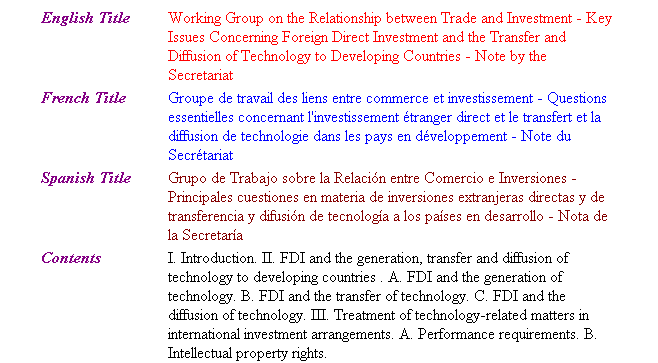 English Title Working Group on the Relationship between Trade and Investment - Key
Issues Concerning Foreign Direct Investment and the Transfer and
Diffusion of Technology to Developing Countries - Note by the
Secretariat
French Title Groupe de travail des liens entre commerce et investissement - Questions
essentielles concernant l'investissement étranger direct et le transfert et la
diffusion de technologie dans les pays en développement - Note du
Secrétariat
Spanish Title Grupo de Trabajo sobre la Relación entre Comercio e Inversiones -
Principales cuestiones en materia de inversiones extranjeras directas y de
transferencia y difusión de tecnología a los países en desarrollo - Nota de
la Secretaría
Contents I. Introduction. II. FDI and the generation, transfer and diffusion of
technology to developing countries . A. FDI and the generation of
technology. B. FDI and the transfer of technology. C. FDI and the
diffusion of technology. III. Treatment of technology-related matters in
international investment arrangements. A. Performance requirements. B.
Intellectual property rights.